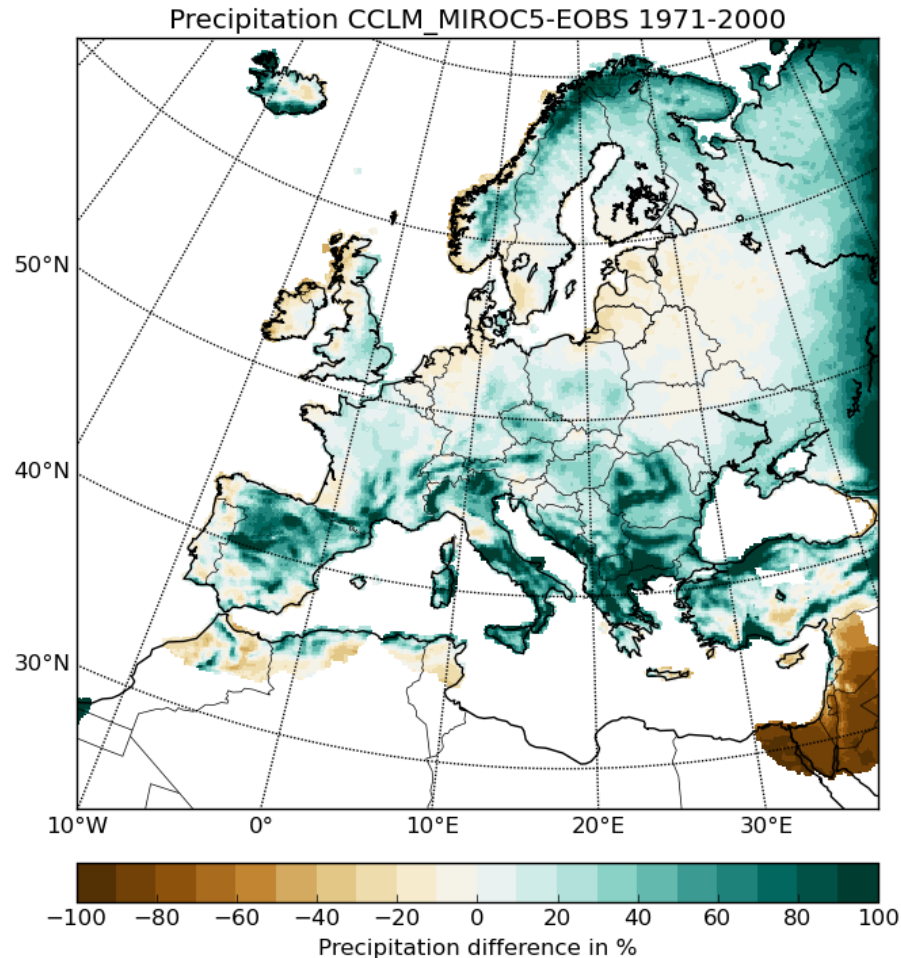 Precipitation CCLM_MIROC5-EOBS 1971-2000
50°N
40°N
30°N
10°W 0° 10°E 20°E 30°E
−100 −80 −60 −40 −20 0 20 40 60 80 100
Precipitation difference in %